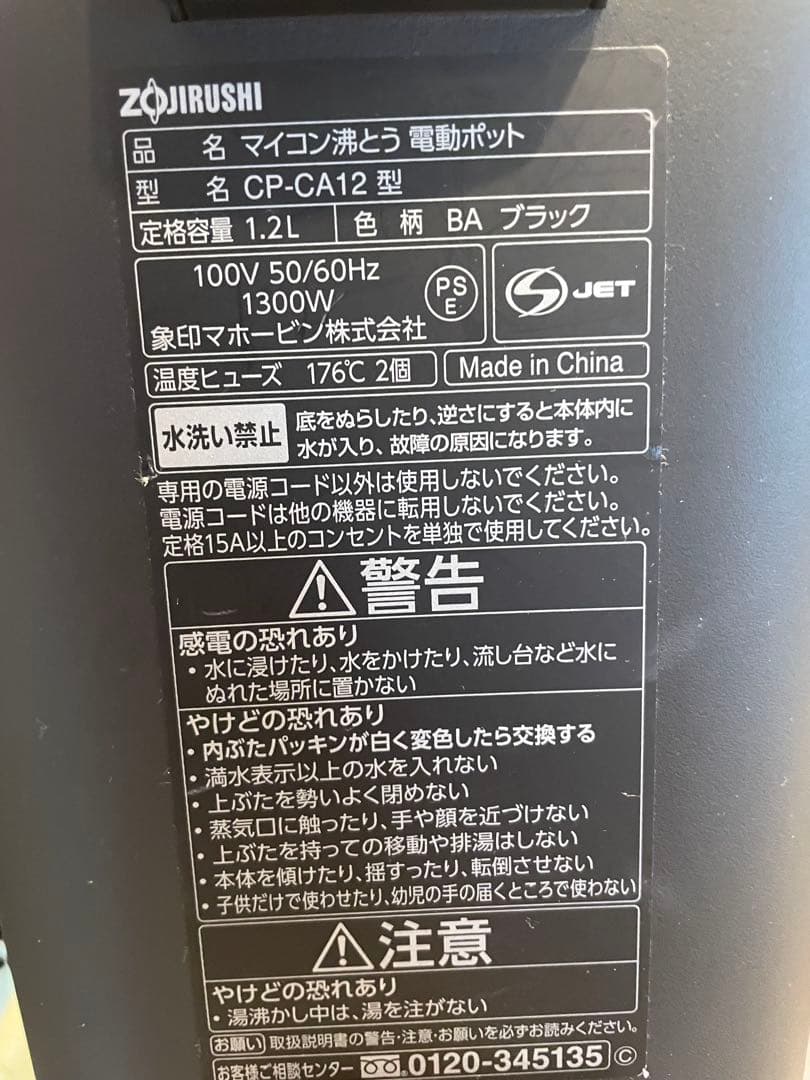 ZOJIRUSHI
品 名 マイコン沸とう 電動ポット
型 名 CP-CA12 型
定格容量 1.2L 色 柄 BA ブラック
100V 50/60Hz
1300W
象印マホービン株式会社
PS
E
JET
温度ヒューズ 176℃ 2個
Made in China
水洗い禁止
底をぬらしたり、逆さにすると本体内に
水が入り、故障の原因になります。
専用の電源コード以外は使用しないでください。
電源コードは他の機器に転用しないでください。
定格15A以上のコンセントを単独で使用してください。
警告
感電の恐れあり
・水に浸けたり、水をかけたり、流し台など水に
ぬれた場所に置かない
やけどの恐れあり
・内ぶたパッキンが白く変色したら交換する
・満水表示以上の水を入れない
・上ぶたを勢いよく閉めない
・蒸気口に触ったり、手や顔を近づけない
・上ぶたを持っての移動や排湯はしない
・本体を傾けたり、揺すったり、転倒させない
・子供だけで使わせたり、幼児の手の届くところで使わない
注意
やけどの恐れあり
・湯沸かし中は、湯を注がない
お願い 取扱説明書の警告・注意・お願いを必ずお読みください。
お客様ご相談センター 0120-345135 Ⓒ